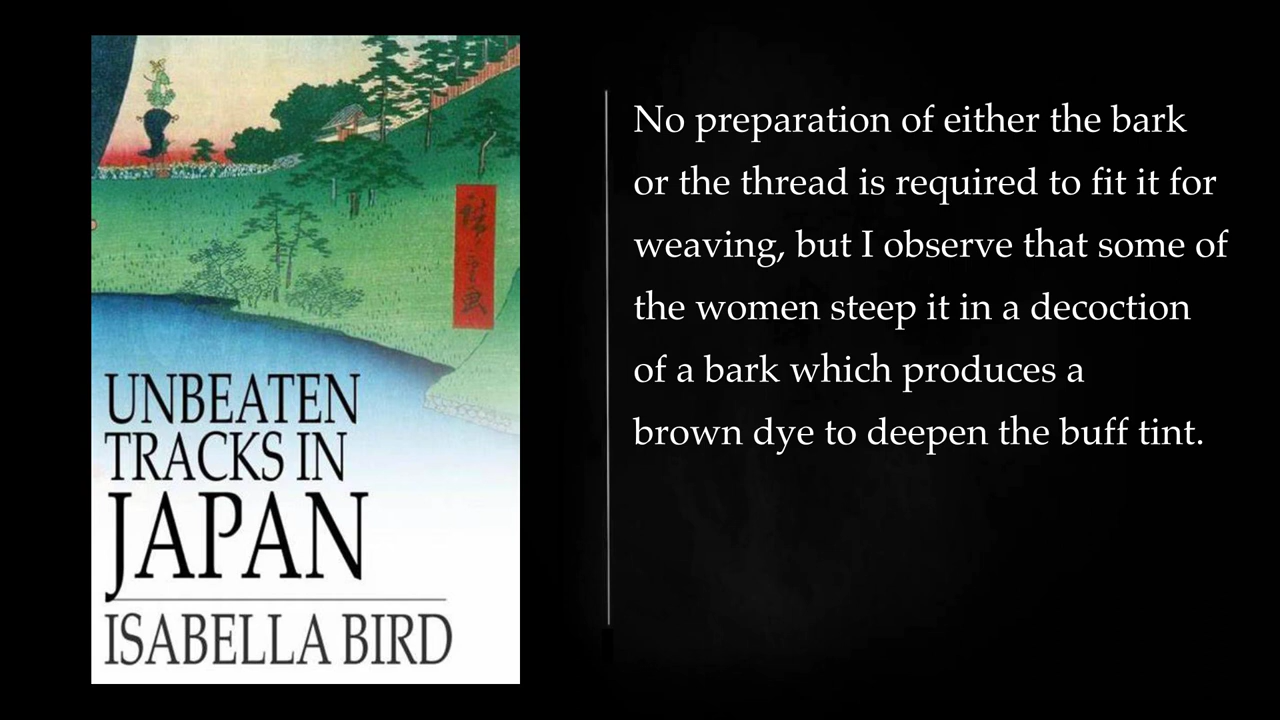 UNBEATEN
TRACKS IN
JAPAN
ISABELLA BIRD
No preparation of either the bark
or the thread is required to fit it for
weaving, but I observe that some of
the women steep it in a decoction
of a bark which produces a
brown dye to deepen the buff tint.